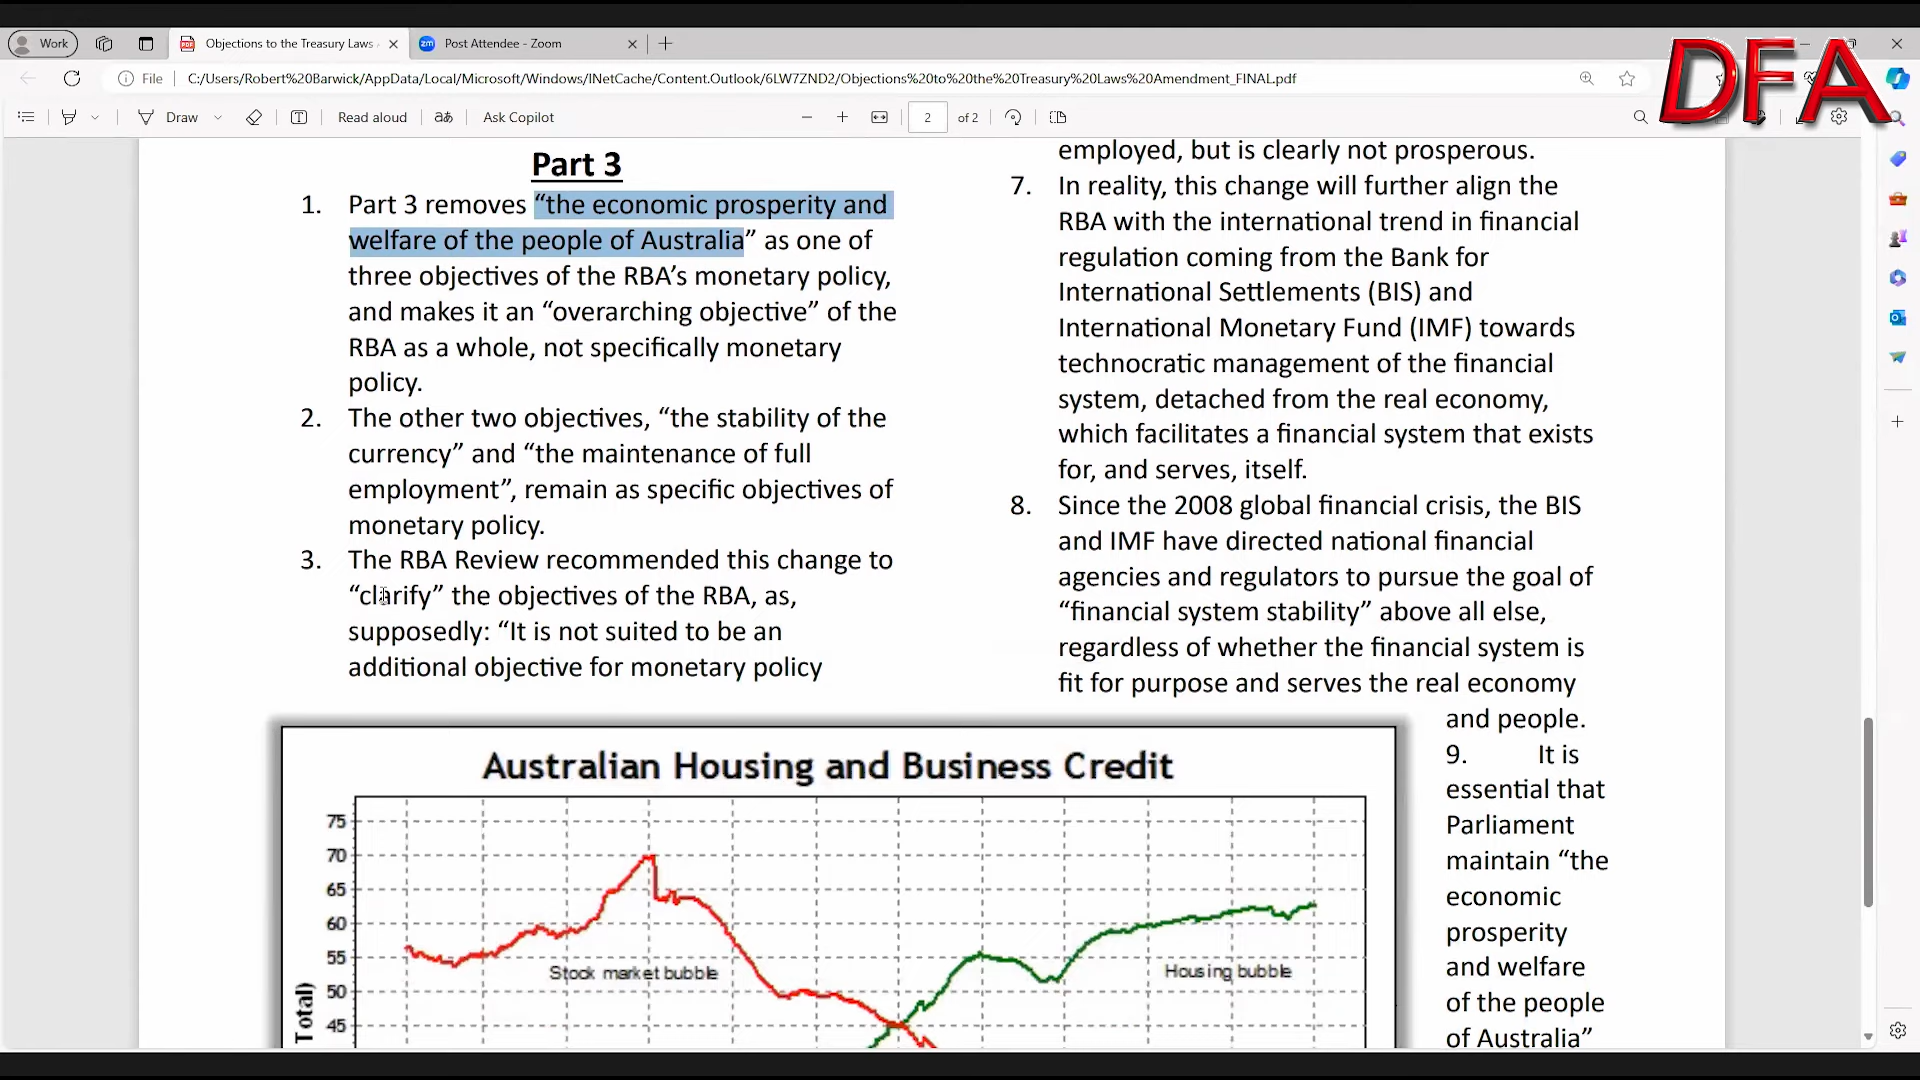 Work
Objections to the Treasury Laws
Post Attendee - Zoom
File
C:/Users/Robert%20Barwick/AppData/Local/Microsoft/Windows/INetCache/Content.Outlook/6LW7ZND2/Objections%20to%20the%20Treasury%20Laws%20Amendment_FINAL.pdf
DFA
Draw
Read aloud
Ask Copilot
2
of 2
Part 3
1. Part 3 removes “the economic prosperity and
welfare of the people of Australia” as one of
three objectives of the RBA’s monetary policy,
and makes it an “overarching objective” of the
RBA as a whole, not specifically monetary
policy.
2. The other two objectives, “the stability of the
currency” and “the maintenance of full
employment”, remain as specific objectives of
monetary policy.
3. The RBA Review recommended this change to
“clarify” the objectives of the RBA, as,
supposedly: “It is not suited to be an
additional objective for monetary policy
employed, but is clearly not prosperous.
7. In reality, this change will further align the
RBA with the international trend in financial
regulation coming from the Bank for
International Settlements (BIS) and
International Monetary Fund (IMF) towards
technocratic management of the financial
system, detached from the real economy,
which facilitates a financial system that exists
for, and serves, itself.
8. Since the 2008 global financial crisis, the BIS
and IMF have directed national financial
agencies and regulators to pursue the goal of
“financial system stability” above all else,
regardless of whether the financial system is
fit for purpose and serves the real economy
and people.
9. It is
essential that
Parliament
maintain “the
economic
prosperity
and welfare
of the people
of Australia”
Australian Housing and Business Credit
75
70
65
60
55
50
45
Total)
Stock market bubble
Housing bubble